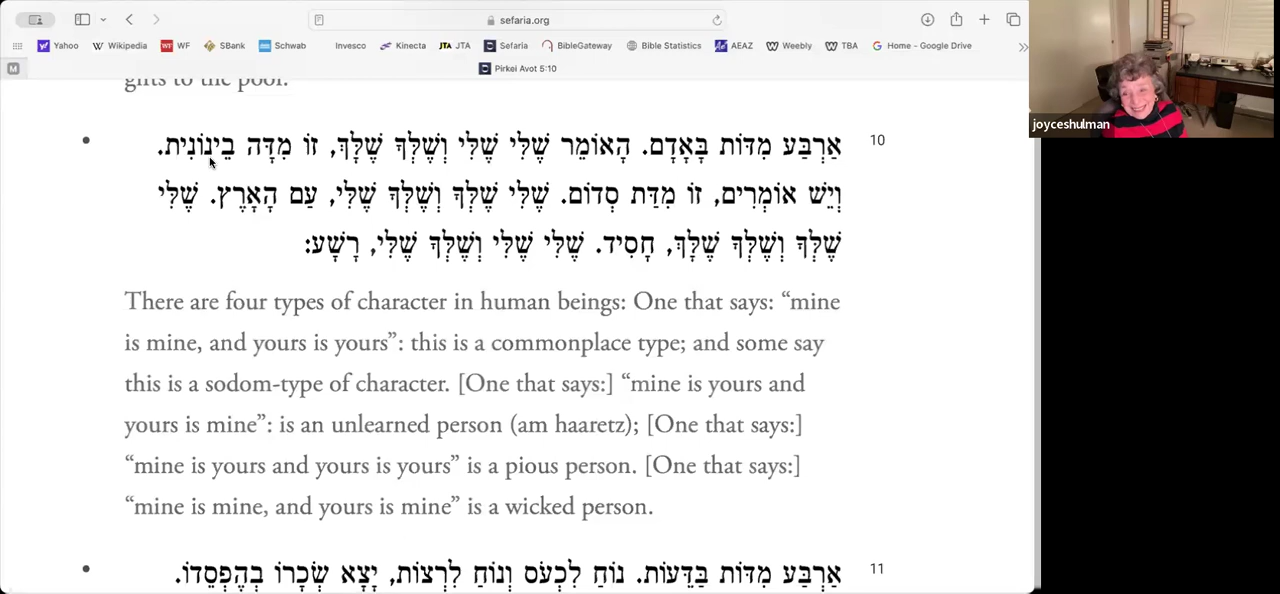 sefaria.org
Yahoo
Wikipedia
WF
SBank
Schwab
Invesco
Kinecta
JTA
Sefaria
BibleGateway
Bible Statistics
AEAZ
Weebly
TBA
Home - Google Drive
M
Pirkei Avot 5:10
gifts to the poor.
joyceshulman
10
אַרְבַּע מִדּוֹת בָּאָדָם. הָאוֹמֵר שֶׁלִּי שֶׁלִּי וְשֶׁלְּךָ שֶׁלָּךְ, זוֹ מִדָּה בֵינוֹנִית.
וְיֵשׁ אוֹמְרִים, זוֹ מִדַּת סְדוֹם. שֶׁלִּי שֶׁלְּךָ וְשֶׁלְּךָ שֶׁלִּי, עַם הָאָרֶץ. שֶׁלִּי
שֶׁלְּךָ וְשֶׁלְּךָ שֶׁלָּךְ, חָסִיד. שֶׁלִּי שֶׁלִּי וְשֶׁלְּךָ שֶׁלִּי, רָשָׁע:
There are four types of character in human beings: One that says: “mine
is mine, and yours is yours”: this is a commonplace type; and some say
this is a sodom-type of character. [One that says:] “mine is yours and
yours is mine”: is an unlearned person (am haaretz); [One that says:]
“mine is yours and yours is yours” is a pious person. [One that says:]
“mine is mine, and yours is mine” is a wicked person.
11
אַרְבַּע מִדּוֹת בַּדֵּעוֹת. נוֹחַ לִכְעֹס וְנוֹחַ לִרְצוֹת, יָצָא שְׂכָרוֹ בְהֶפְסֵדוֹ.